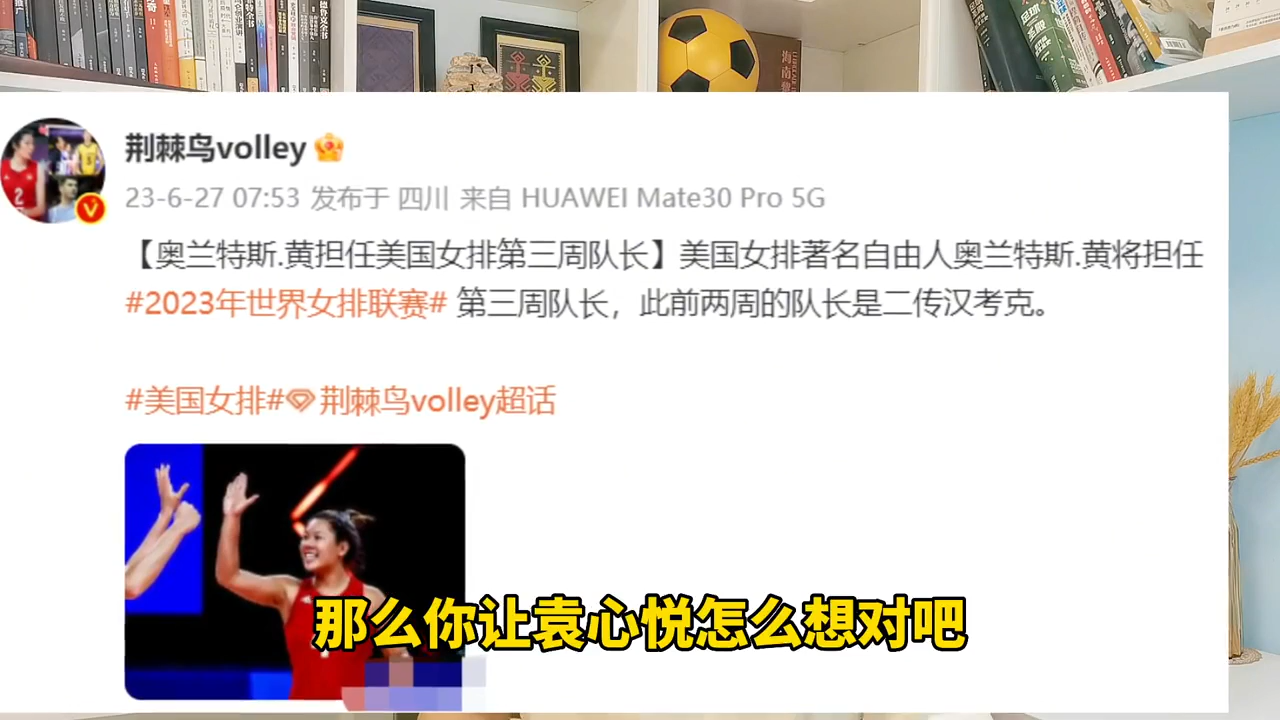 荆棘鸟volley
23-6-27 07:53 发布于 四川 来自 HUAWEI Mate30 Pro 5G
【奥兰特斯.黄担任美国女排第三周队长】美国女排著名自由人奥兰特斯.黄将担任
#2023年世界女排联赛# 第三周队长，此前两周的队长是二传汉考克。
#美国女排# 荆棘鸟volley超话
那么你让袁心悦怎么想对吧